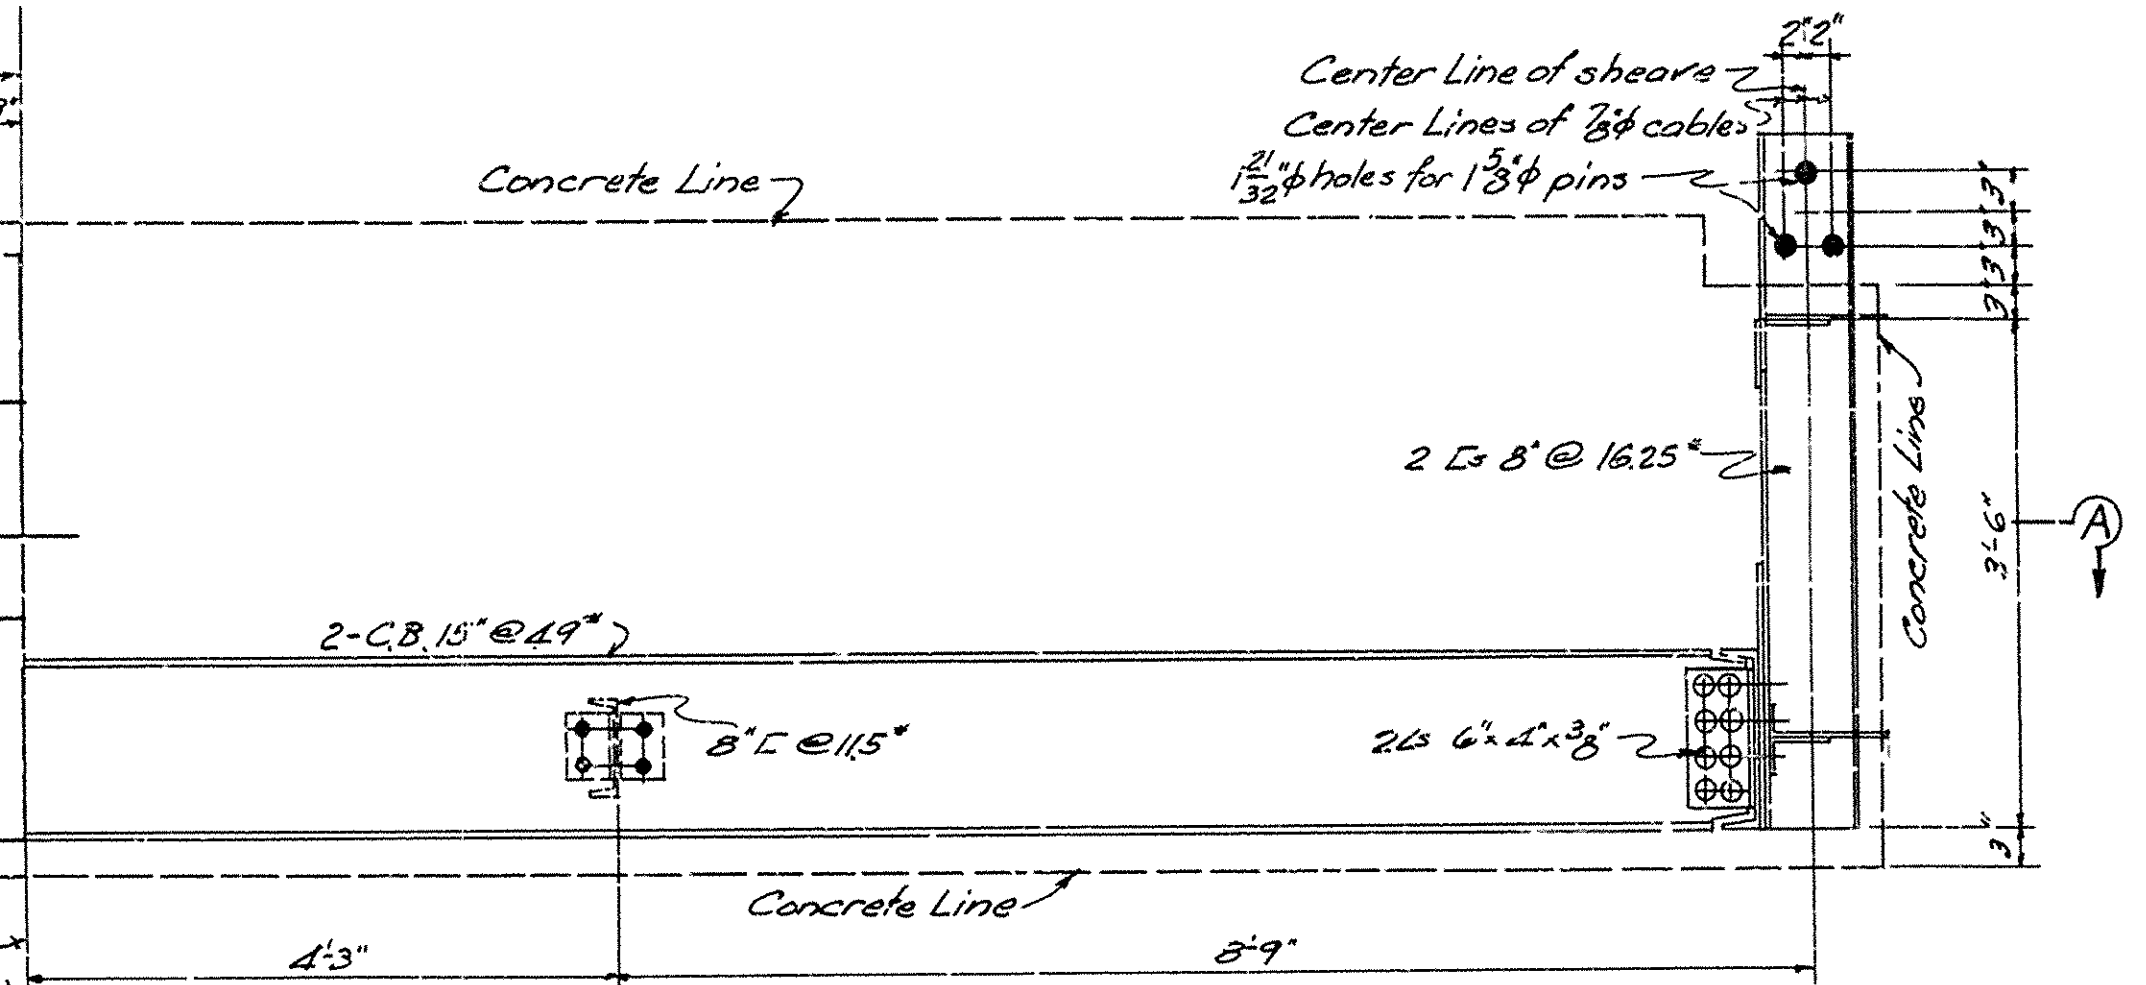 2" 2"
Center Line of sheave
Center Lines of 7/8"φ cables
1 21/32"φ holes for 1 5/8"φ pins
Concrete Line
3" 3" 3" 3"
2 [s 8" @ 16.25#
Concrete Line
3'-6"
A
2-C.B. 15" @ 49#
8" [ @ 11.5#
2 Ls 6" x 4" x 3/8"
3"
Concrete Line
4'-3"
8'-9"